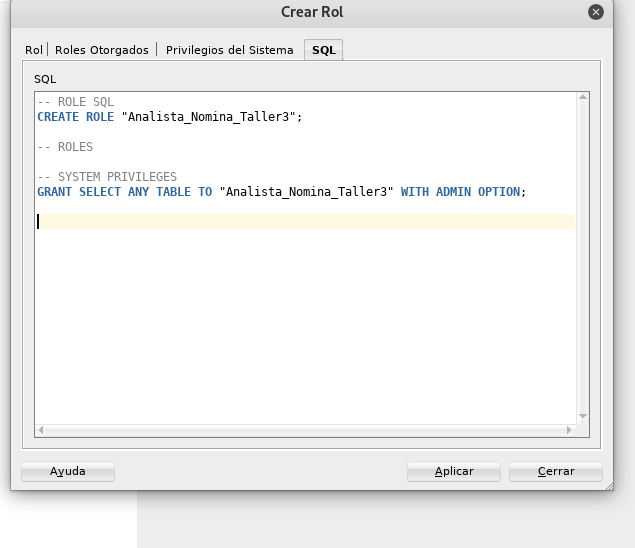 Crear Rol
Rol Roles Otorgados Privilegios del Sistema SQL
SQL
-- ROLE SQL
CREATE ROLE "Analista_Nomina_Taller3";
-- ROLES
-- SYSTEM PRIVILEGES
GRANT SELECT ANY TABLE TO "Analista_Nomina_Taller3" WITH ADMIN OPTION;
Ayuda Aplicar Cerrar